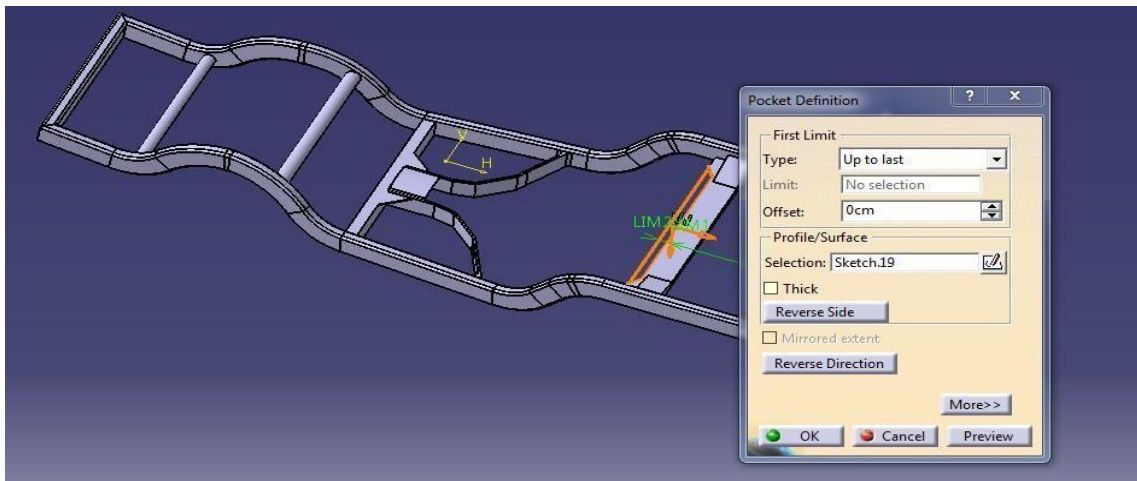 Pocket Definition ? X
First Limit
Type: Up to last
Limit: No selection
Offset: 0cm
Profile/Surface
Selection: Sketch.19
Thick
Reverse Side
Mirrored extent
Reverse Direction
More>>
OK Cancel Preview
V
H